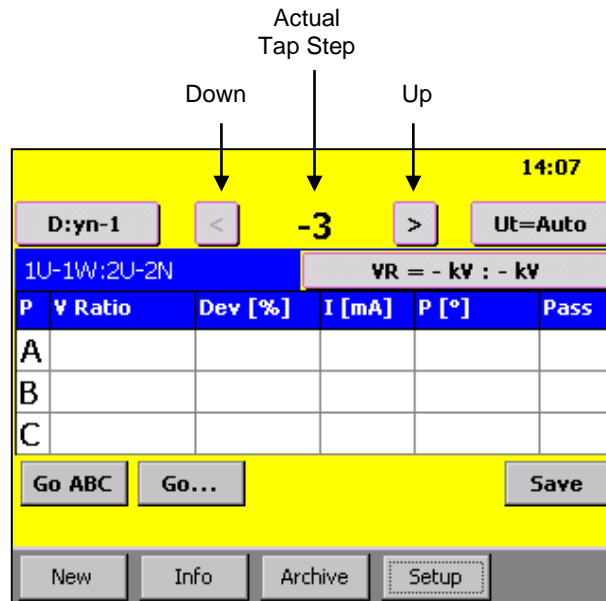 Actual
Tap Step
Down Up
14:07
D:yn-1 < -3 > Ut=Auto
1U-1W:2U-2N VR = - kV : - kV
P V Ratio Dev [%] I [mA] P [°] Pass
A
B
C
Go ABC Go... Save
New Info Archive Setup